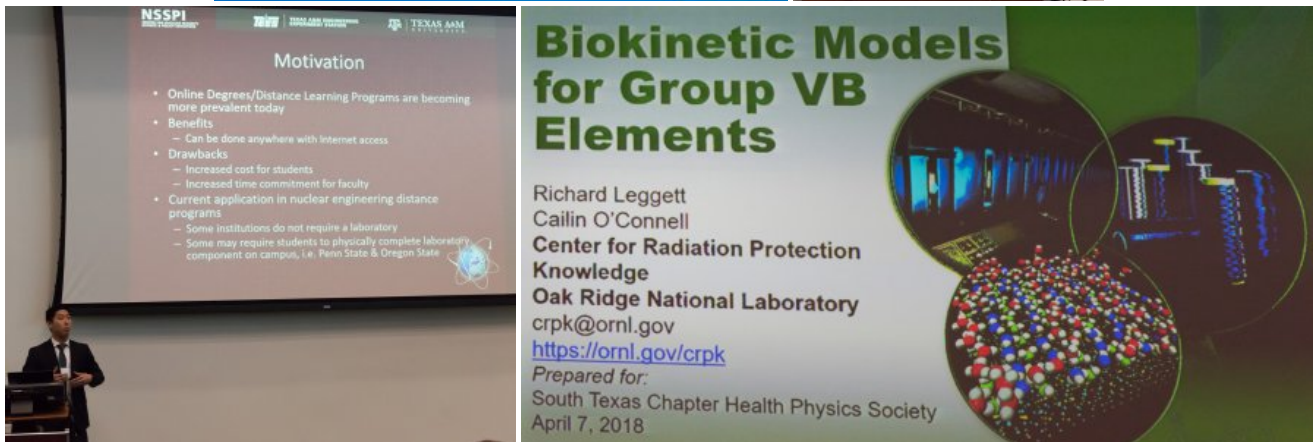 NSSPI
TEES
TEXAS A&M ENGINEERING
EXPERIMENT STATION
TEXAS A&M
UNIVERSITY
Motivation
• Online Degrees/Distance Learning Programs are becoming
more prevalent today
• Benefits
– Can be done anywhere with Internet access
• Drawbacks
– Increased cost for students
– Increased time commitment for faculty
• Current application in nuclear engineering distance
programs
– Some institutions do not require a laboratory
– Some may require students to physically complete laboratory
component on campus, i.e. Penn State & Oregon State
Biokinetic Models
for Group VB
Elements
Richard Leggett
Cailin O'Connell
Center for Radiation Protection
Knowledge
Oak Ridge National Laboratory
crpk@ornl.gov
https://ornl.gov/crpk
Prepared for:
South Texas Chapter Health Physics Society
April 7, 2018